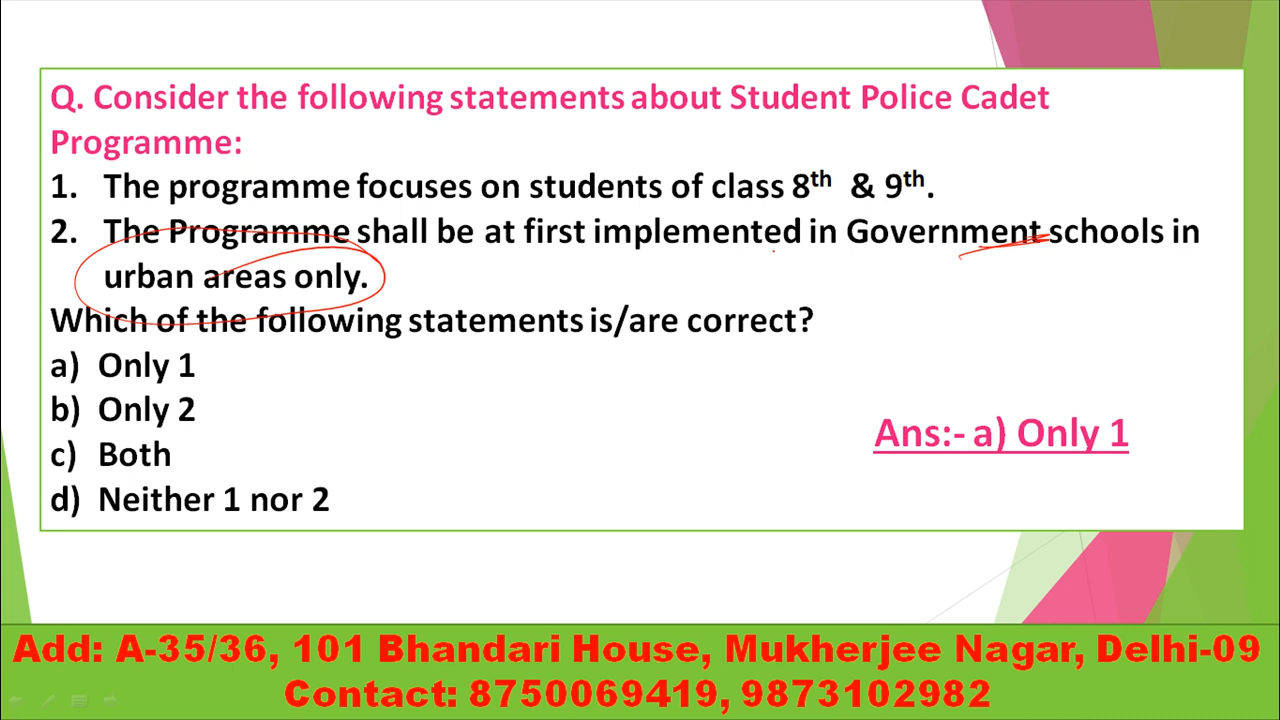 Q. Consider the following statements about Student Police Cadet
Programme:
1. The programme focuses on students of class 8th & 9th.
2. The Programme shall be at first implemented in Government schools in
urban areas only.
Which of the following statements is/are correct?
a) Only 1
b) Only 2
c) Both
d) Neither 1 nor 2
Ans:- a) Only 1
Add: A-35/36, 101 Bhandari House, Mukherjee Nagar, Delhi-09
Contact: 8750069419, 9873102982